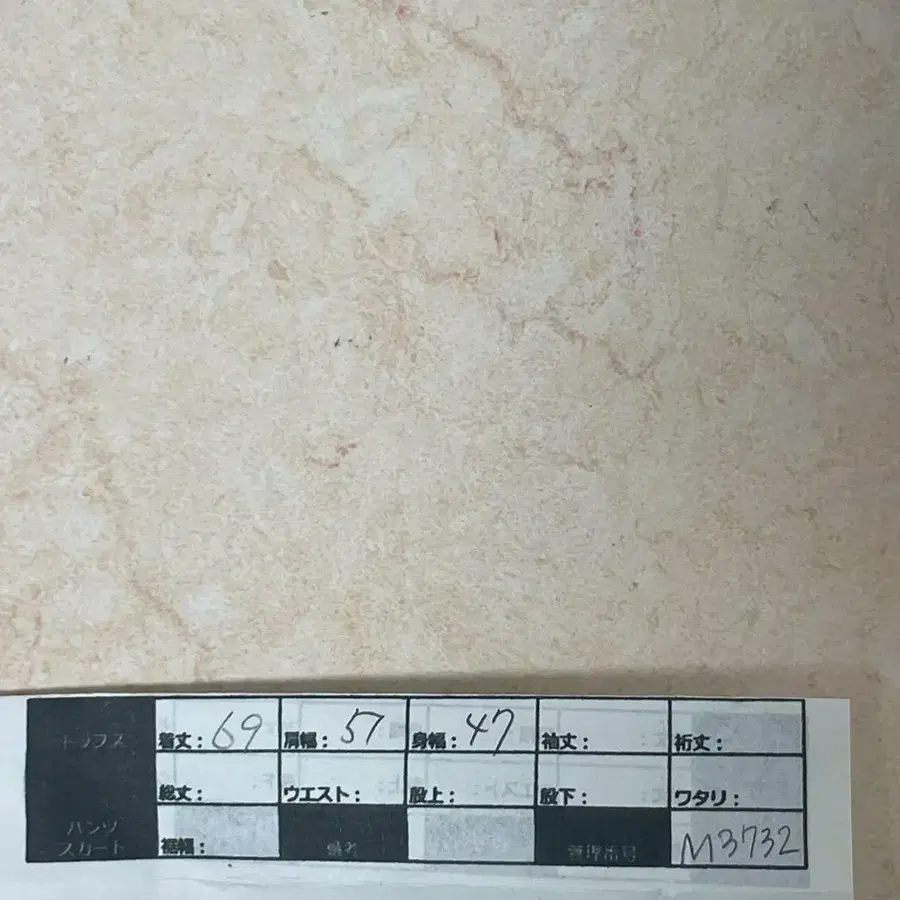 トップス 着丈: 69 肩幅: 57 身幅: 47 袖丈: 裄丈:
総丈: ウエスト: 股上: 股下: ワタリ:
パンツ
スカート 裾幅: 備考 管理番号 M3732